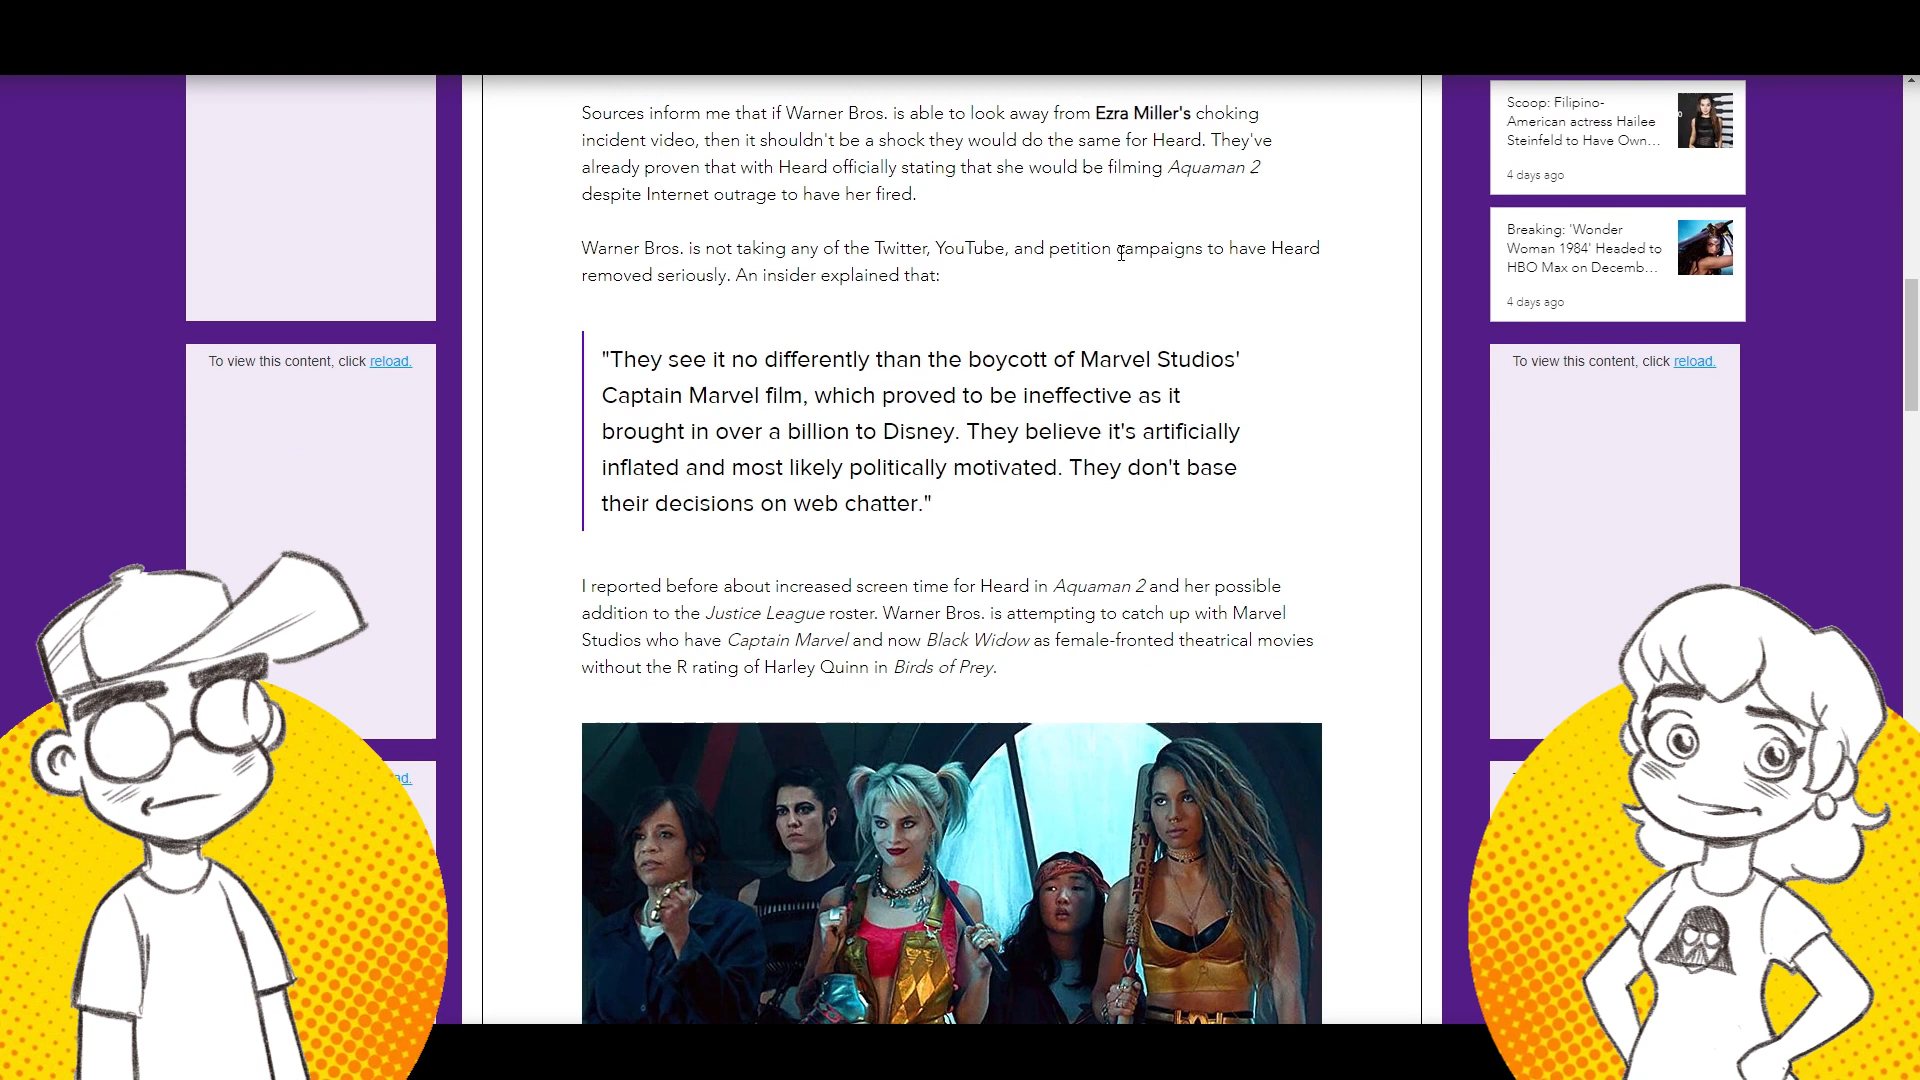 Sources inform me that if Warner Bros. is able to look away from Ezra Miller's choking
incident video, then it shouldn't be a shock they would do the same for Heard. They've
already proven that with Heard officially stating that she would be filming Aquaman 2
despite Internet outrage to have her fired.
Warner Bros. is not taking any of the Twitter, YouTube, and petition campaigns to have Heard
removed seriously. An insider explained that:
"They see it no differently than the boycott of Marvel Studios'
Captain Marvel film, which proved to be ineffective as it
brought in over a billion to Disney. They believe it's artificially
inflated and most likely politically motivated. They don't base
their decisions on web chatter."
I reported before about increased screen time for Heard in Aquaman 2 and her possible
addition to the Justice League roster. Warner Bros. is attempting to catch up with Marvel
Studios who have Captain Marvel and now Black Widow as female-fronted theatrical movies
without the R rating of Harley Quinn in Birds of Prey.
To view this content, click reload.
Scoop: Filipino-
American actress Hailee
Steinfeld to Have Own...
4 days ago
Breaking: 'Wonder
Woman 1984' Headed to
HBO Max on Decemb...
4 days ago
To view this content, click reload.
NIGHT